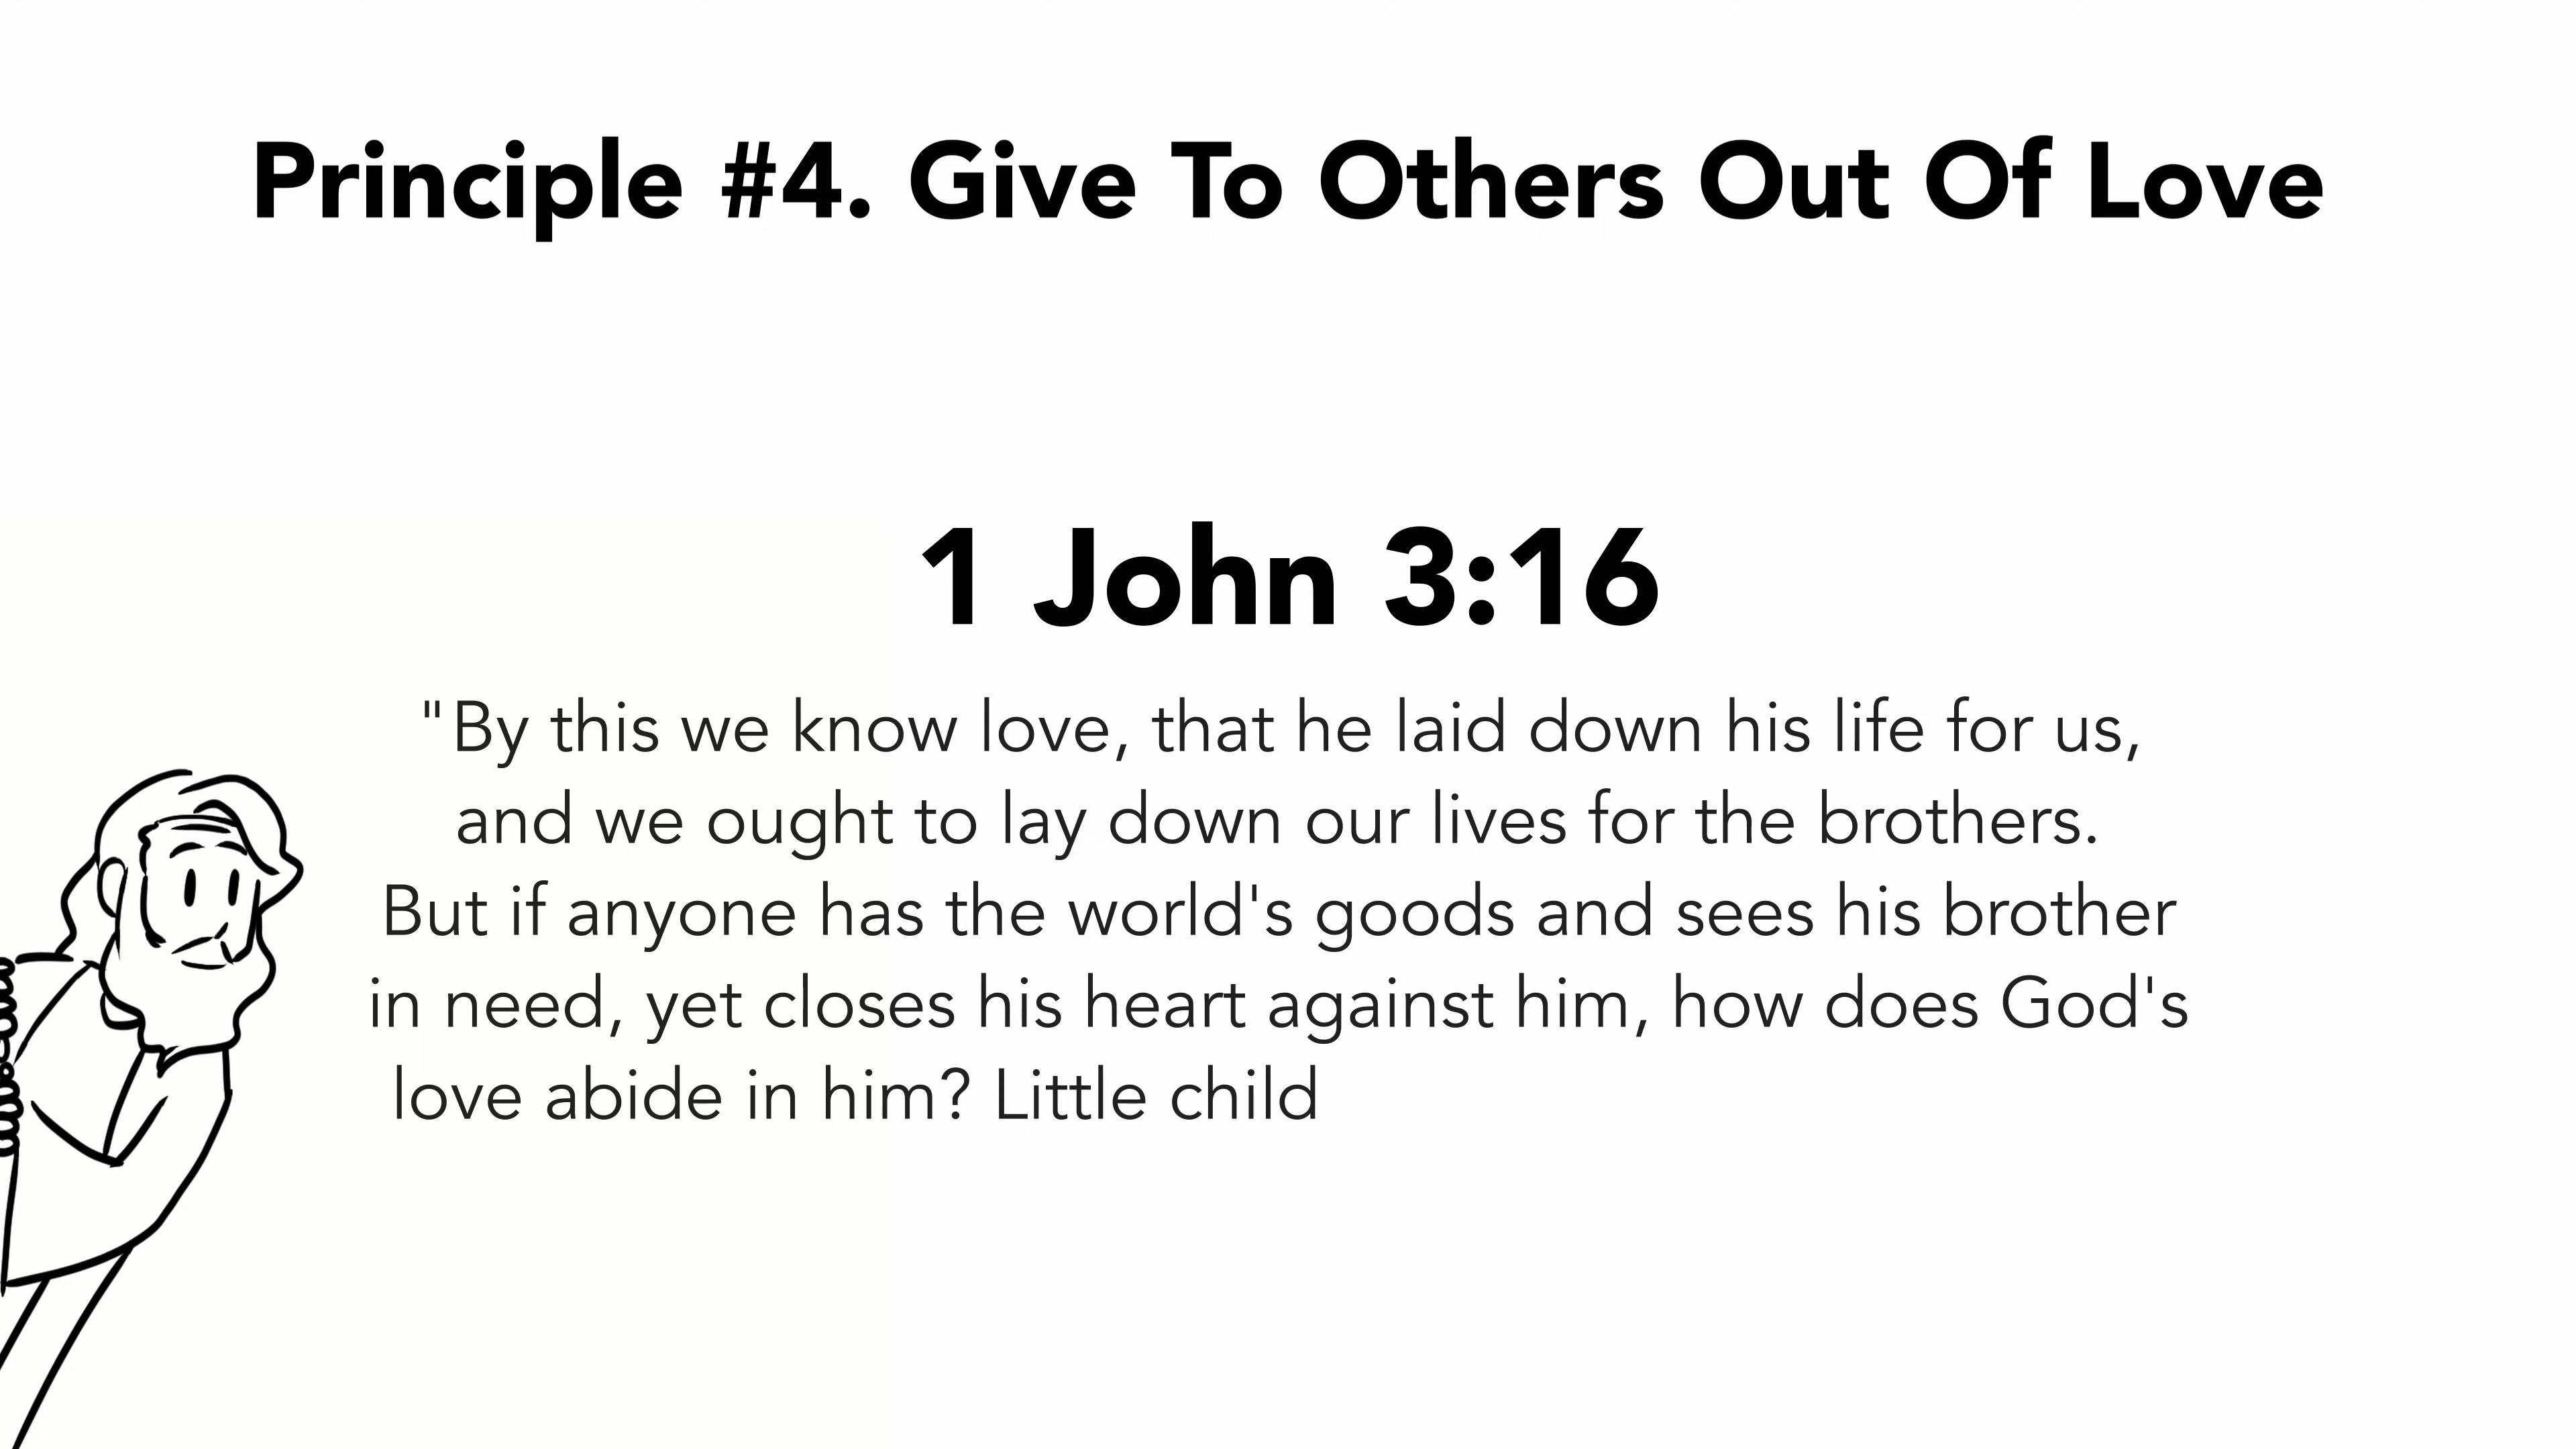 Principle #4. Give To Others Out Of Love
1 John 3:16
"By this we know love, that he laid down his life for us,
and we ought to lay down our lives for the brothers.
But if anyone has the world's goods and sees his brother
in need, yet closes his heart against him, how does God's
love abide in him? Little child